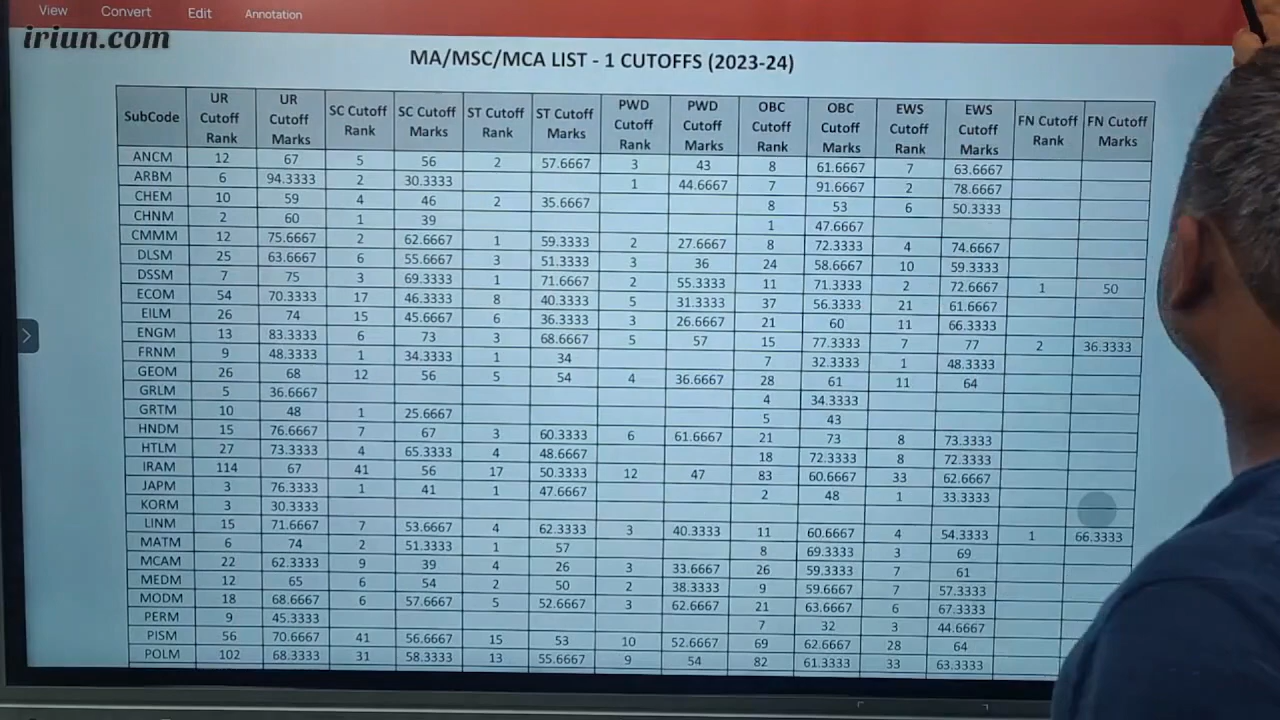 View Convert Edit Annotation
iriun.com
MA/MSC/MCA LIST - 1 CUTOFFS (2023-24)
SubCode UR Cutoff Rank UR Cutoff Marks SC Cutoff Rank SC Cutoff Marks ST Cutoff Rank ST Cutoff Marks PWD Cutoff Rank PWD Cutoff Marks OBC Cutoff Rank OBC Cutoff Marks EWS Cutoff Rank EWS Cutoff Marks FN Cutoff Rank FN Cutoff Marks
ANCM 12 67 5 56 2 57.6667 3 43 8 61.6667 7 63.6667
ARBM 6 94.3333 2 30.3333 1 44.6667 7 91.6667 2 78.6667
CHEM 10 59 4 46 2 35.6667 8 53 6 50.3333
CHNM 2 60 1 39 1 47.6667
CMMM 12 75.6667 2 62.6667 1 59.3333 2 27.6667 8 72.3333 4 74.6667
DLSM 25 63.6667 6 55.6667 3 51.3333 3 36 24 58.6667 10 59.3333
DSSM 7 75 3 69.3333 1 71.6667 2 55.3333 11 71.3333 2 72.6667 1 50
ECOM 54 70.3333 17 46.3333 8 40.3333 5 31.3333 37 56.3333 21 61.6667
EILM 26 74 15 45.6667 6 36.3333 3 26.6667 21 60 11 66.3333
ENGM 13 83.3333 6 73 3 68.6667 5 57 15 77.3333 7 77 2 36.3333
FRNM 9 48.3333 1 34.3333 1 34 7 32.3333 1 48.3333
GEOM 26 68 12 56 5 54 4 36.6667 28 61 11 64
GRLM 5 36.6667 4 34.3333
GRTM 10 48 1 25.6667 5 43
HNDM 15 76.6667 7 67 3 60.3333 6 61.6667 21 73 8 73.3333
HTLM 27 73.3333 4 65.3333 4 48.6667 18 72.3333 8 72.3333
IRAM 114 67 41 56 17 50.3333 12 47 83 60.6667 33 62.6667
JAPM 3 76.3333 1 41 1 47.6667 2 48 1 33.3333
KORM 3 30.3333
LINM 15 71.6667 7 53.6667 4 62.3333 3 40.3333 11 60.6667 4 54.3333 1 66.3333
MATM 6 74 2 51.3333 1 57 8 69.3333 3 69
MCAM 22 62.3333 9 39 4 26 3 33.6667 26 59.3333 7 61
MEDM 12 65 6 54 2 50 2 38.3333 9 59.6667 7 57.3333
MODM 18 68.6667 6 57.6667 5 52.6667 3 62.6667 21 63.6667 6 67.3333
PERM 9 45.3333 7 32 3 44.6667
PISM 56 70.6667 41 56.6667 15 53 10 52.6667 69 62.6667 28 64
POLM 102 68.3333 31 58.3333 13 55.6667 9 54 82 61.3333 33 63.3333